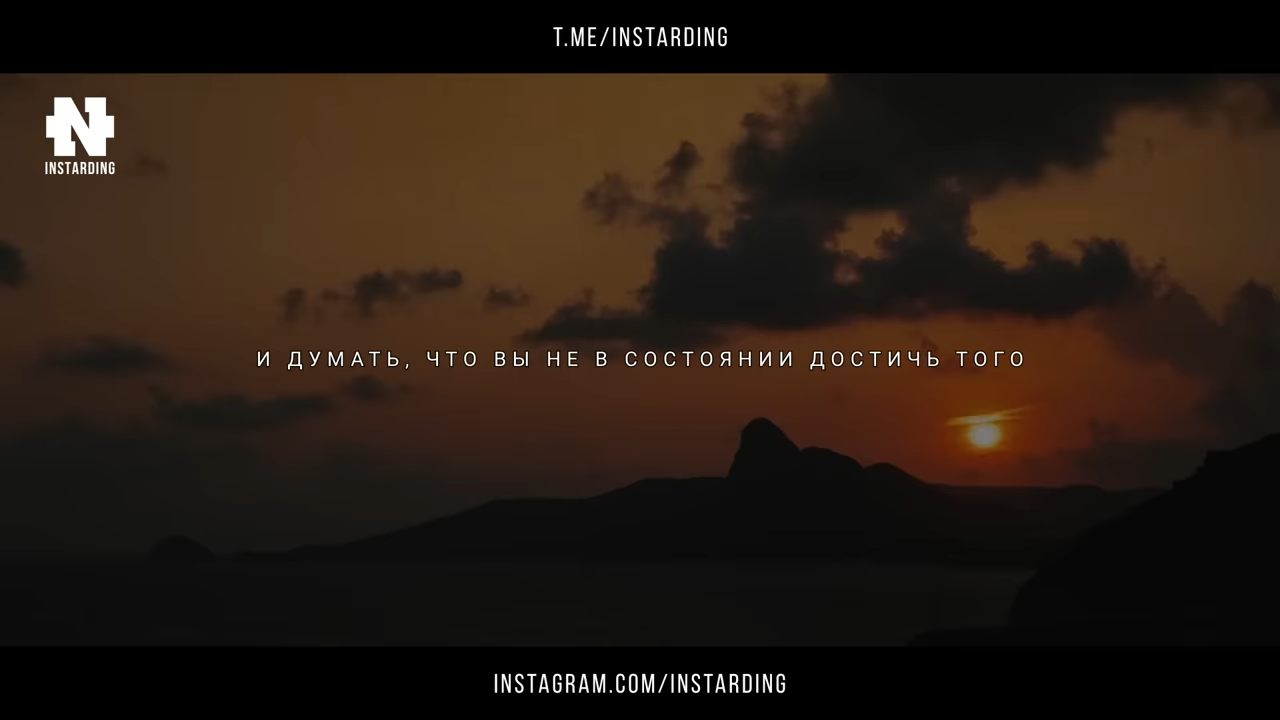 T.ME/INSTARDING
N
INSTARDING
И ДУМАТЬ, ЧТО ВЫ НЕ В СОСТОЯНИИ ДОСТИЧЬ ТОГО
INSTAGRAM.COM/INSTARDING